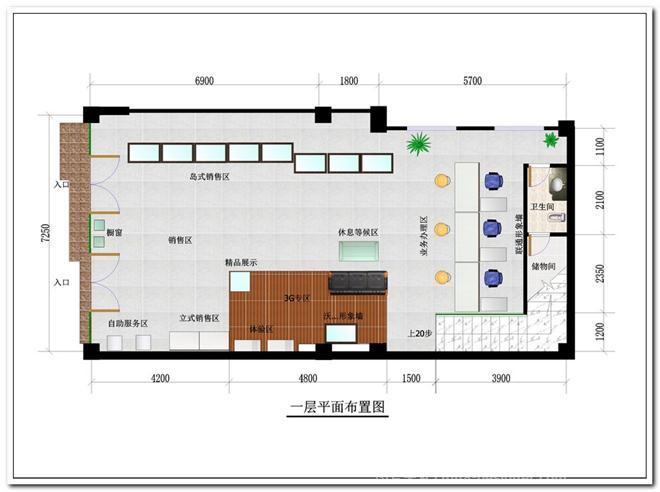 6900
1800
5700
岛式销售区
入口
橱窗
销售区
休息等候区
精品展示
业务办理区
联通形象墙
卫生间
储物间
入口
3G专区
沃...形象墙
自助服务区
立式销售区
体验区
上20步
7250
1100
2100
2350
1200
4200
4800
1500
3900
一层平面布置图